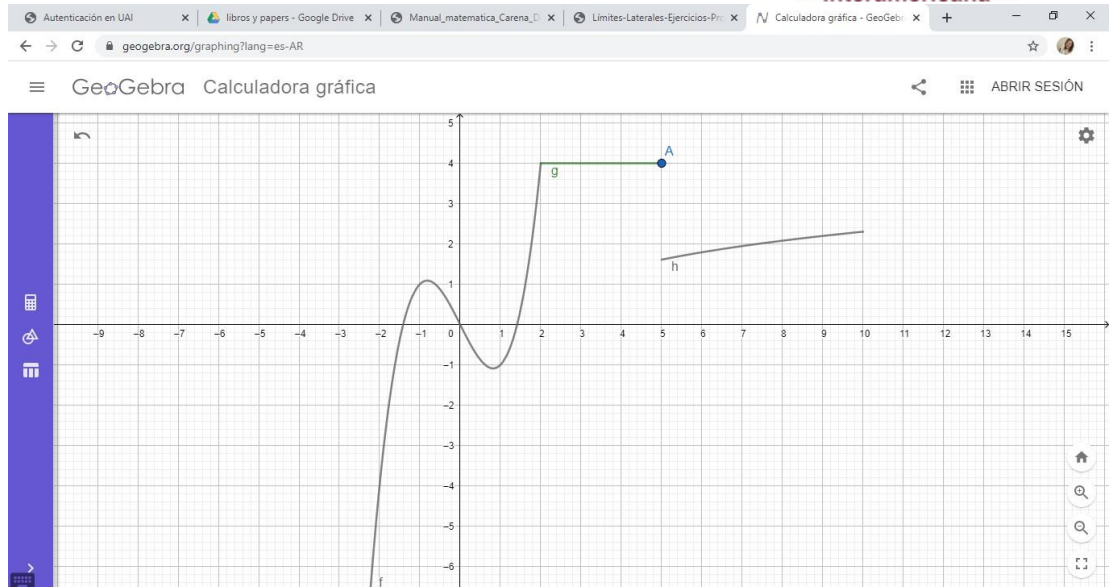 Interamericana
Autenticación en UAI
libros y papers - Google Drive
Manual_matematica_Carena_D
Límites-Laterales-Ejercicios-Pro
Calculadora gráfica - GeoGebr
geogebra.org/graphing?lang=es-AR
GeoGebra Calculadora gráfica
ABRIR SESIÓN
5
A
4
g
3
2
h
1
–9 –8 –7 –6 –5 –4 –3 –2 –1 0 1 2 3 4 5 6 7 8 9 10 11 12 13 14 15
–1
–2
–3
–4
–5
–6
f